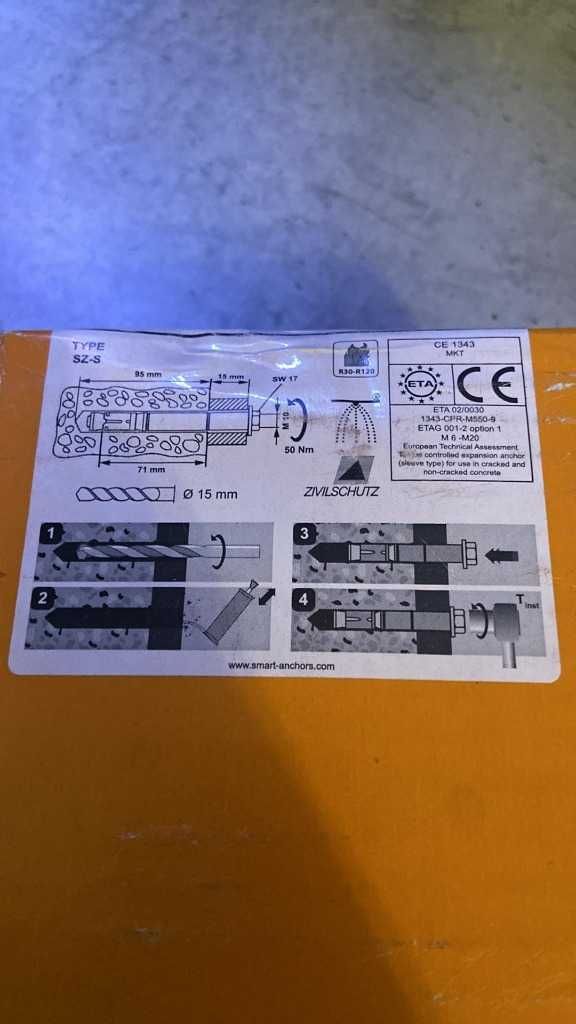 TYPE
SZ-S
95 mm
15 mm
SW 17
M 10
50 Nm
71 mm
Ø 15 mm
R30-R120
ZIVILSCHUTZ
CE 1343
MKT
ETA
CE
ETA 02/0030
1343-CPR-M550-9
ETAG 001-2 option 1
M 6 -M20
European Technical Assessment
controlled expansion anchor
(sleeve type) for use in cracked and
non-cracked concrete
1
2
3
4
Tinst
www.smart-anchors.com